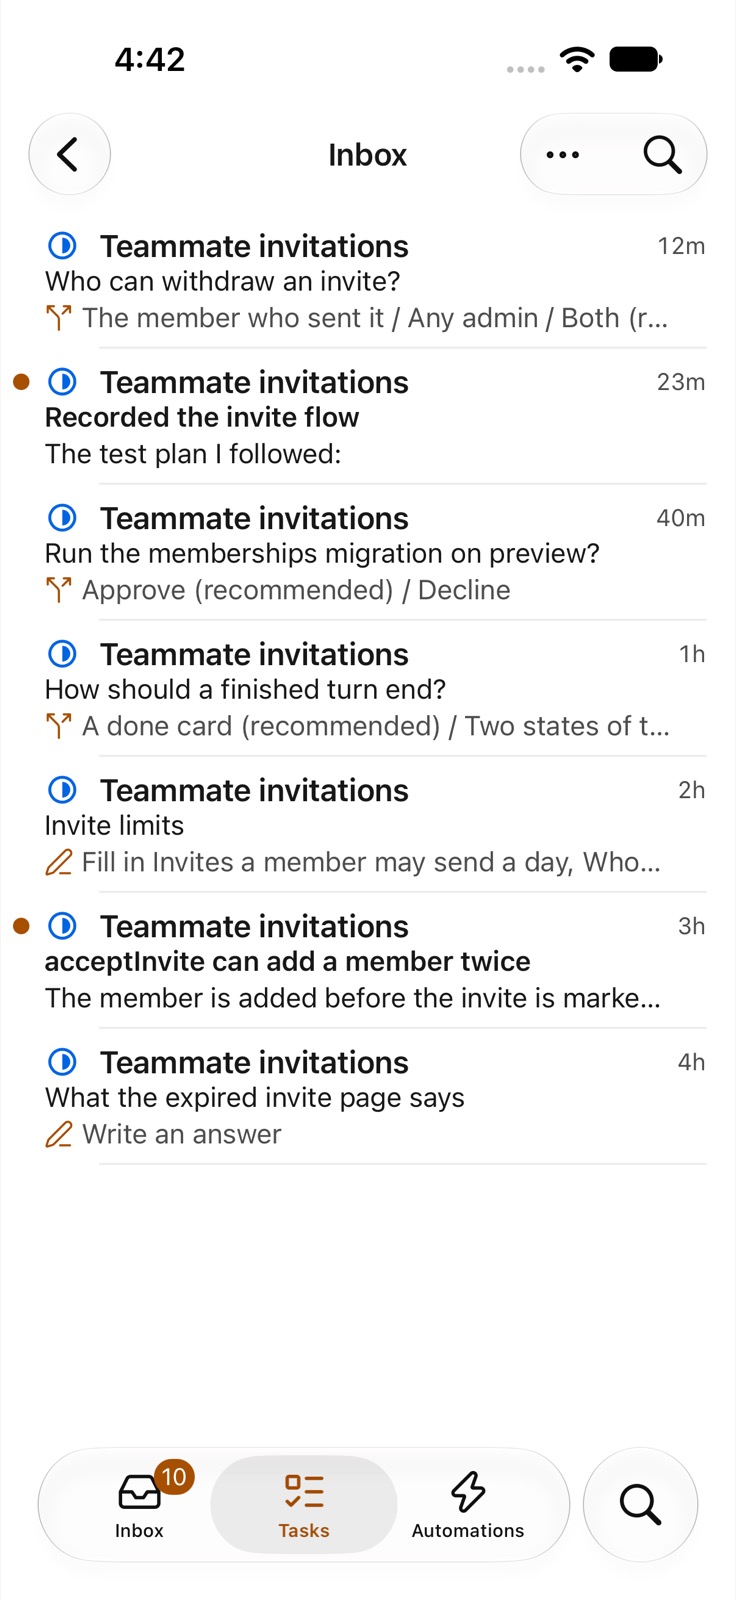 4:42
Inbox
Teammate invitations 12m
Who can withdraw an invite?
The member who sent it / Any admin / Both (r...
Teammate invitations 23m
Recorded the invite flow
The test plan I followed:
Teammate invitations 40m
Run the memberships migration on preview?
Approve (recommended) / Decline
Teammate invitations 1h
How should a finished turn end?
A done card (recommended) / Two states of t...
Teammate invitations 2h
Invite limits
Fill in Invites a member may send a day, Who...
Teammate invitations 3h
acceptInvite can add a member twice
The member is added before the invite is marke...
Teammate invitations 4h
What the expired invite page says
Write an answer
10
Inbox Tasks Automations